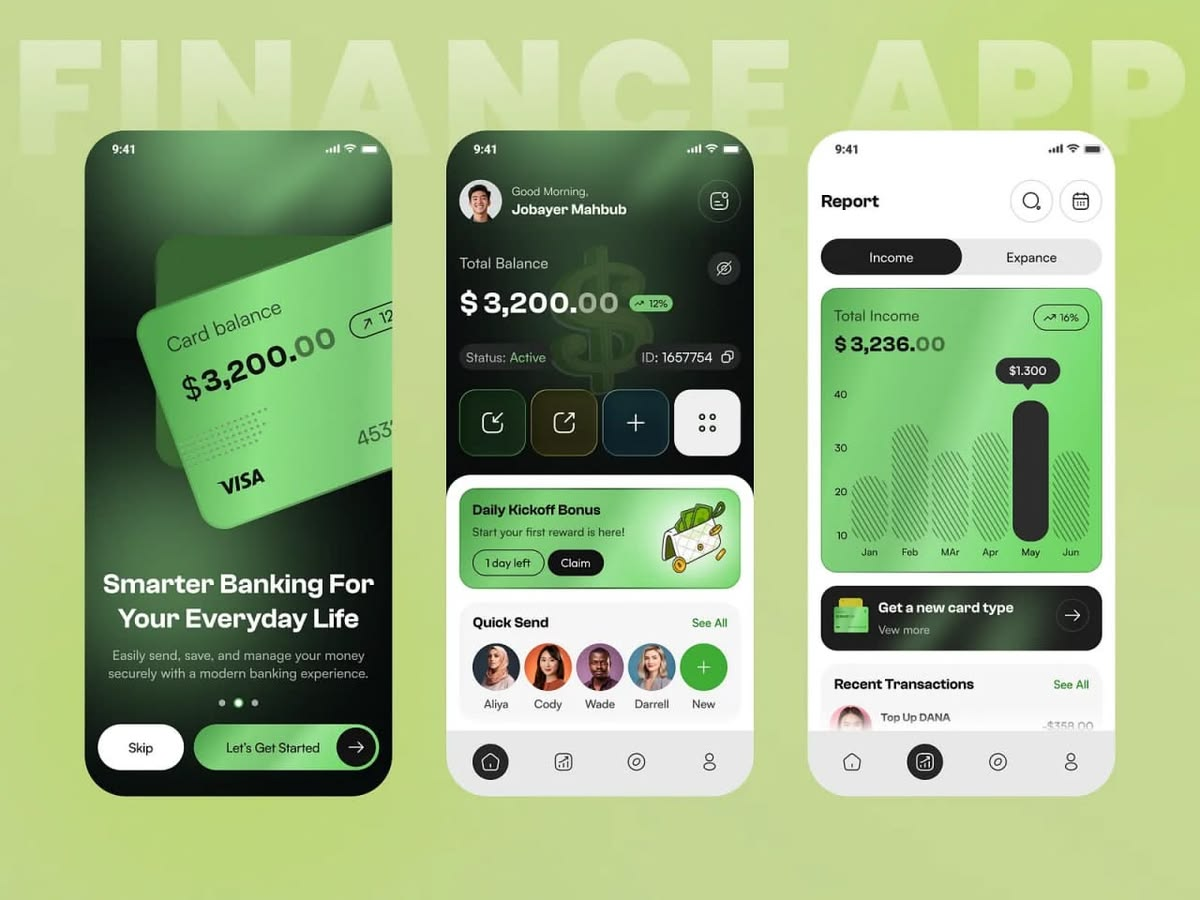 FINANCE APP
9:41
Card balance
$3,200.00
12
453
VISA
Smarter Banking For
Your Everyday Life
Easily send, save, and manage your money
securely with a modern banking experience.
Skip
Let's Get Started
9:41
Good Morning,
Jobayer Mahbub
Total Balance
$3,200.00
12%
Status: Active
ID: 1657754
Daily Kickoff Bonus
Start your first reward is here!
1 day left
Claim
Quick Send
See All
Aliya
Cody
Wade
Darrell
New
9:41
Report
Income
Expance
Total Income
16%
$3,236.00
$1.300
40
30
20
10
Jan
Feb
MAr
Apr
May
Jun
Get a new card type
Vew more
Recent Transactions
See All
Top Up DANA
-$358.00